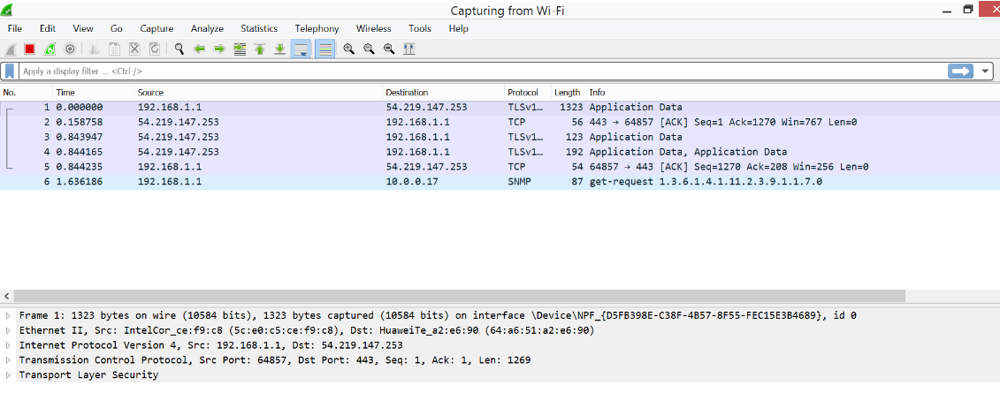 Capturing from Wi-Fi
File Edit View Go Capture Analyze Statistics Telephony Wireless Tools Help
Apply a display filter ... <Ctrl-/>
No. Time Source Destination Protocol Length Info
1 0.000000 192.168.1.1 54.219.147.253 TLSv1... 1323 Application Data
2 0.158758 54.219.147.253 192.168.1.1 TCP 56 443 → 64857 [ACK] Seq=1 Ack=1270 Win=767 Len=0
3 0.843947 54.219.147.253 192.168.1.1 TLSv1... 123 Application Data
4 0.844165 54.219.147.253 192.168.1.1 TLSv1... 192 Application Data, Application Data
5 0.844235 192.168.1.1 54.219.147.253 TCP 54 64857 → 443 [ACK] Seq=1270 Ack=208 Win=256 Len=0
6 1.636186 192.168.1.1 10.0.0.17 SNMP 87 get-request 1.3.6.1.4.1.11.2.3.9.1.1.7.0
Frame 1: 1323 bytes on wire (10584 bits), 1323 bytes captured (10584 bits) on interface \Device\NPF_{D5FB398E-C38F-4B57-8F55-FEC15E3B4689}, id 0
Ethernet II, Src: IntelCor_ce:f9:c8 (5c:e0:c5:ce:f9:c8), Dst: HuaweiTe_a2:e6:90 (64:a6:51:a2:e6:90)
Internet Protocol Version 4, Src: 192.168.1.1, Dst: 54.219.147.253
Transmission Control Protocol, Src Port: 64857, Dst Port: 443, Seq: 1, Ack: 1, Len: 1269
Transport Layer Security